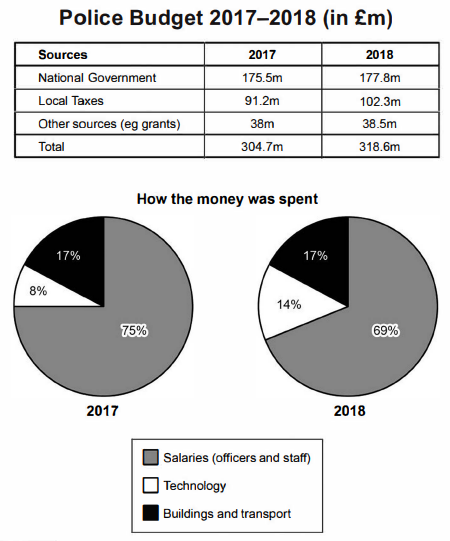 Police Budget 2017–2018 (in £m)
Sources 2017 2018
National Government 175.5m 177.8m
Local Taxes 91.2m 102.3m
Other sources (eg grants) 38m 38.5m
Total 304.7m 318.6m
How the money was spent
17%
8%
75%
2017
17%
14%
69%
2018
Salaries (officers and staff)
Technology
Buildings and transport